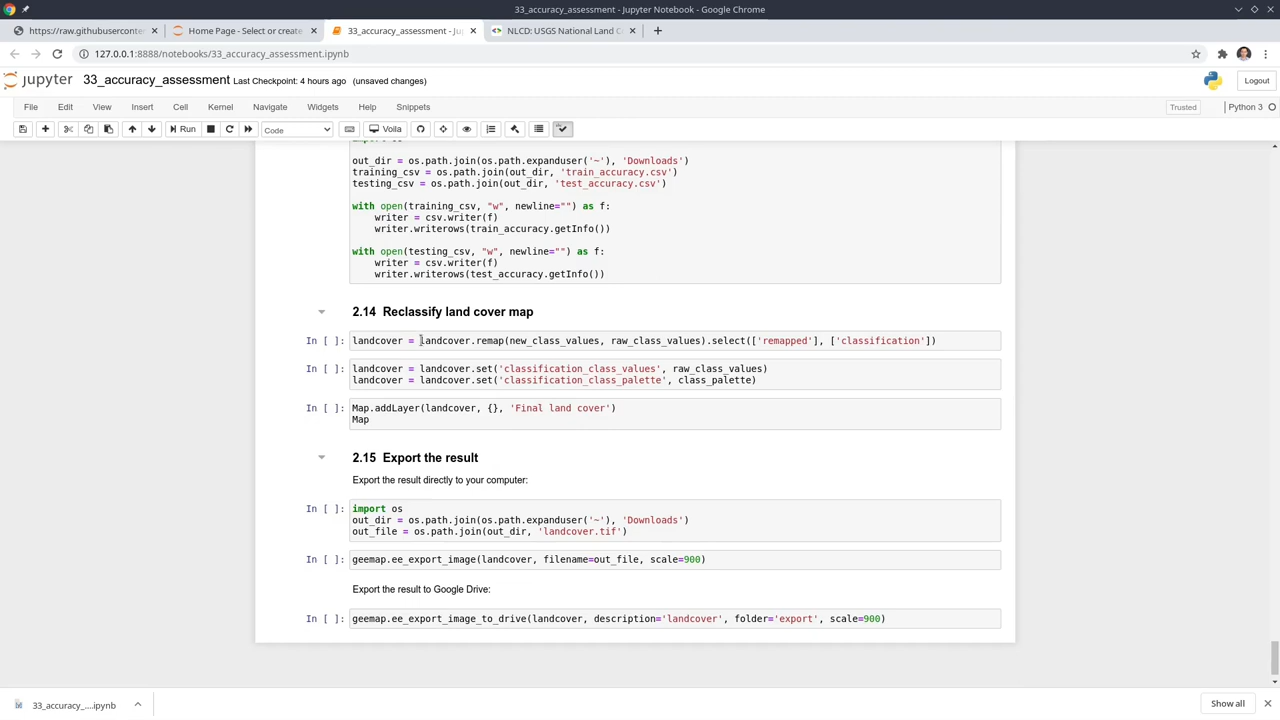 33_accuracy_assessment - Jupyter Notebook - Google Chrome
https://raw.githubuserconten
Home Page - Select or create
33_accuracy_assessment - Ju
NLCD: USGS National Land C
127.0.0.1:8888/notebooks/33_accuracy_assessment.ipynb
jupyter 33_accuracy_assessment Last Checkpoint: 4 hours ago (unsaved changes)
Logout
File Edit View Insert Cell Kernel Navigate Widgets Help Snippets
Trusted Python 3
Run Code Voila
out_dir = os.path.join(os.path.expanduser('~'), 'Downloads')
training_csv = os.path.join(out_dir, 'train_accuracy.csv')
testing_csv = os.path.join(out_dir, 'test_accuracy.csv')
with open(training_csv, "w", newline="") as f:
writer = csv.writer(f)
writer.writerows(train_accuracy.getInfo())
with open(testing_csv, "w", newline="") as f:
writer = csv.writer(f)
writer.writerows(test_accuracy.getInfo())
2.14 Reclassify land cover map
In [ ]: landcover = landcover.remap(new_class_values, raw_class_values).select(['remapped'], ['classification'])
In [ ]: landcover = landcover.set('classification_class_values', raw_class_values)
landcover = landcover.set('classification_class_palette', class_palette)
In [ ]: Map.addLayer(landcover, {}, 'Final land cover')
Map
2.15 Export the result
Export the result directly to your computer:
In [ ]: import os
out_dir = os.path.join(os.path.expanduser('~'), 'Downloads')
out_file = os.path.join(out_dir, 'landcover.tif')
In [ ]: geemap.ee_export_image(landcover, filename=out_file, scale=900)
Export the result to Google Drive:
In [ ]: geemap.ee_export_image_to_drive(landcover, description='landcover', folder='export', scale=900)
33_accuracy_....ipynb
Show all